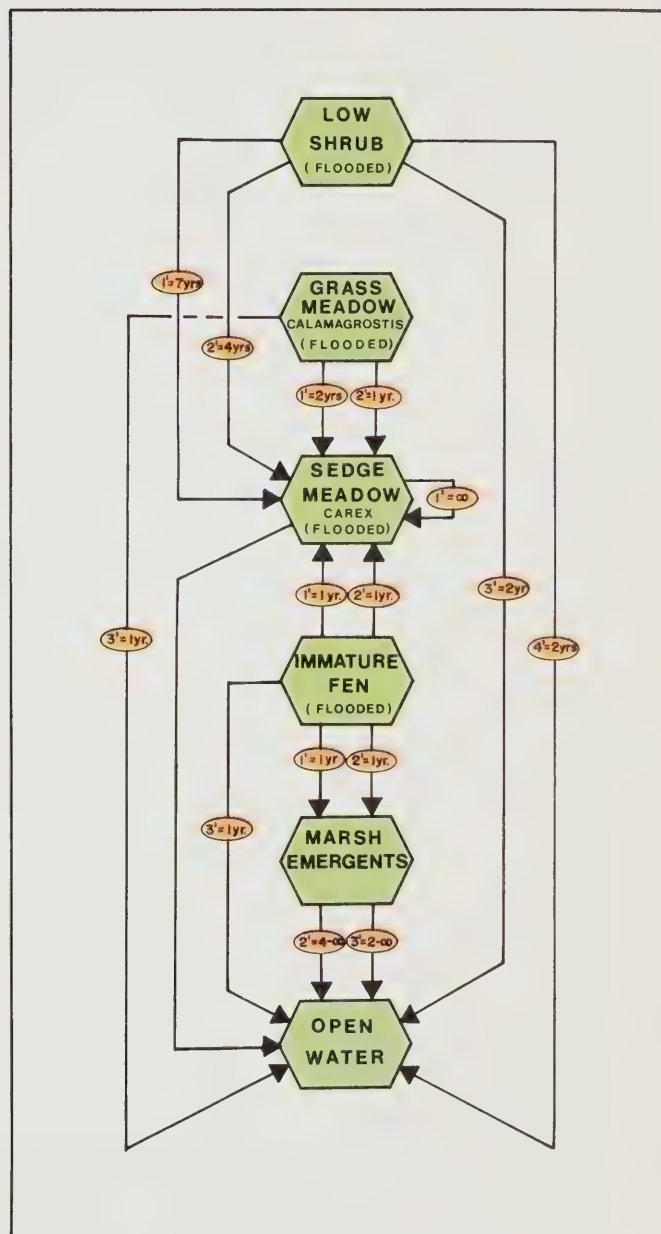 LOW
SHRUB
(FLOODED)
1'=7yrs
GRASS
MEADOW
CALAMAGROSTIS
(FLOODED)
2'=4yrs
1'=2yrs 2'=1yr.
SEDGE
MEADOW
CAREX
(FLOODED)
1'=∞
1'=1yr. 2'=1yr.
3'=2yr
3'=1yr.
4'=2yrs
IMMATURE
FEN
(FLOODED)
1'=1yr 2'=1yr.
3'=1yr.
MARSH
EMERGENTS
2'=4-∞ 3'=2-∞
OPEN
WATER